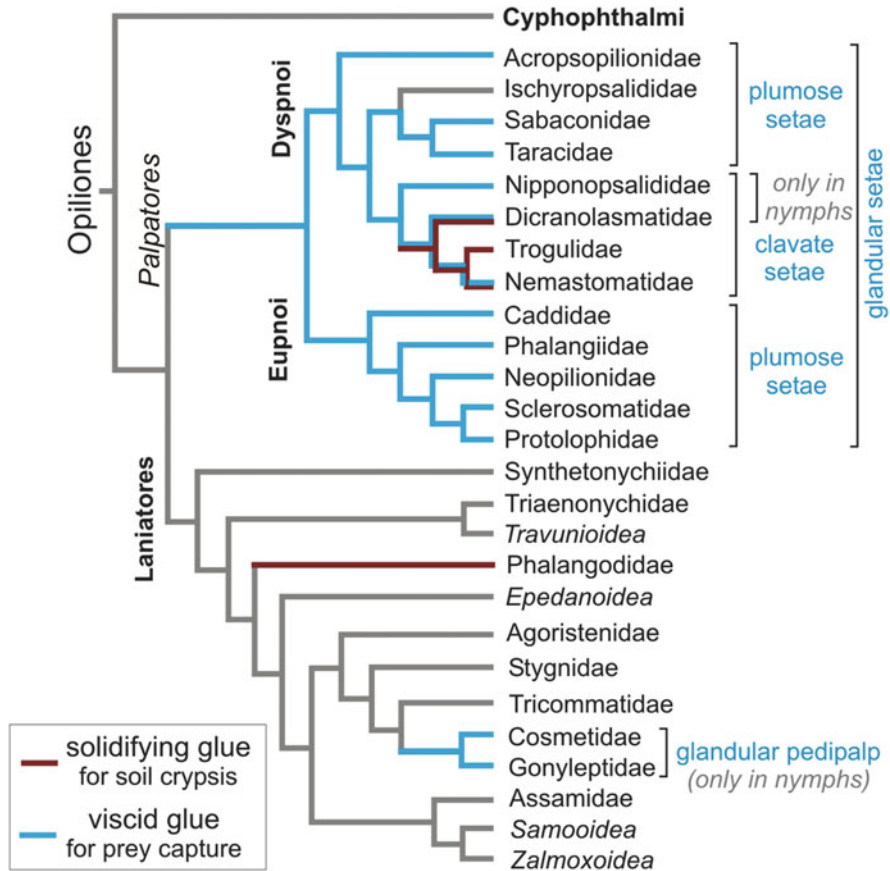 Cyphophthalmi
Opiliones
Palpatores
Dyspnoi
Acropsopilionidae
Ischyropsalididae
Sabaconidae
Taracidae
plumose
setae
Nipponopsalididae
Dicranolasmatidae
Trogulidae
Nemastomatidae
only in
nymphs
clavate
setae
glandular setae
Eupnoi
Caddidae
Phalangiidae
Neopilionidae
Sclerosomatidae
Protolophidae
plumose
setae
Laniatores
Synthetonychiidae
Triaenonychidae
Travunioidea
Phalangodidae
Epedanoidea
Agoristenidae
Stygnidae
Tricommatidae
Cosmetidae
Gonyleptidae
glandular pedipalp
(only in nymphs)
Assamidae
Samooidea
Zalmoxoidea
solidifying glue
for soil crypsis
viscid glue
for prey capture